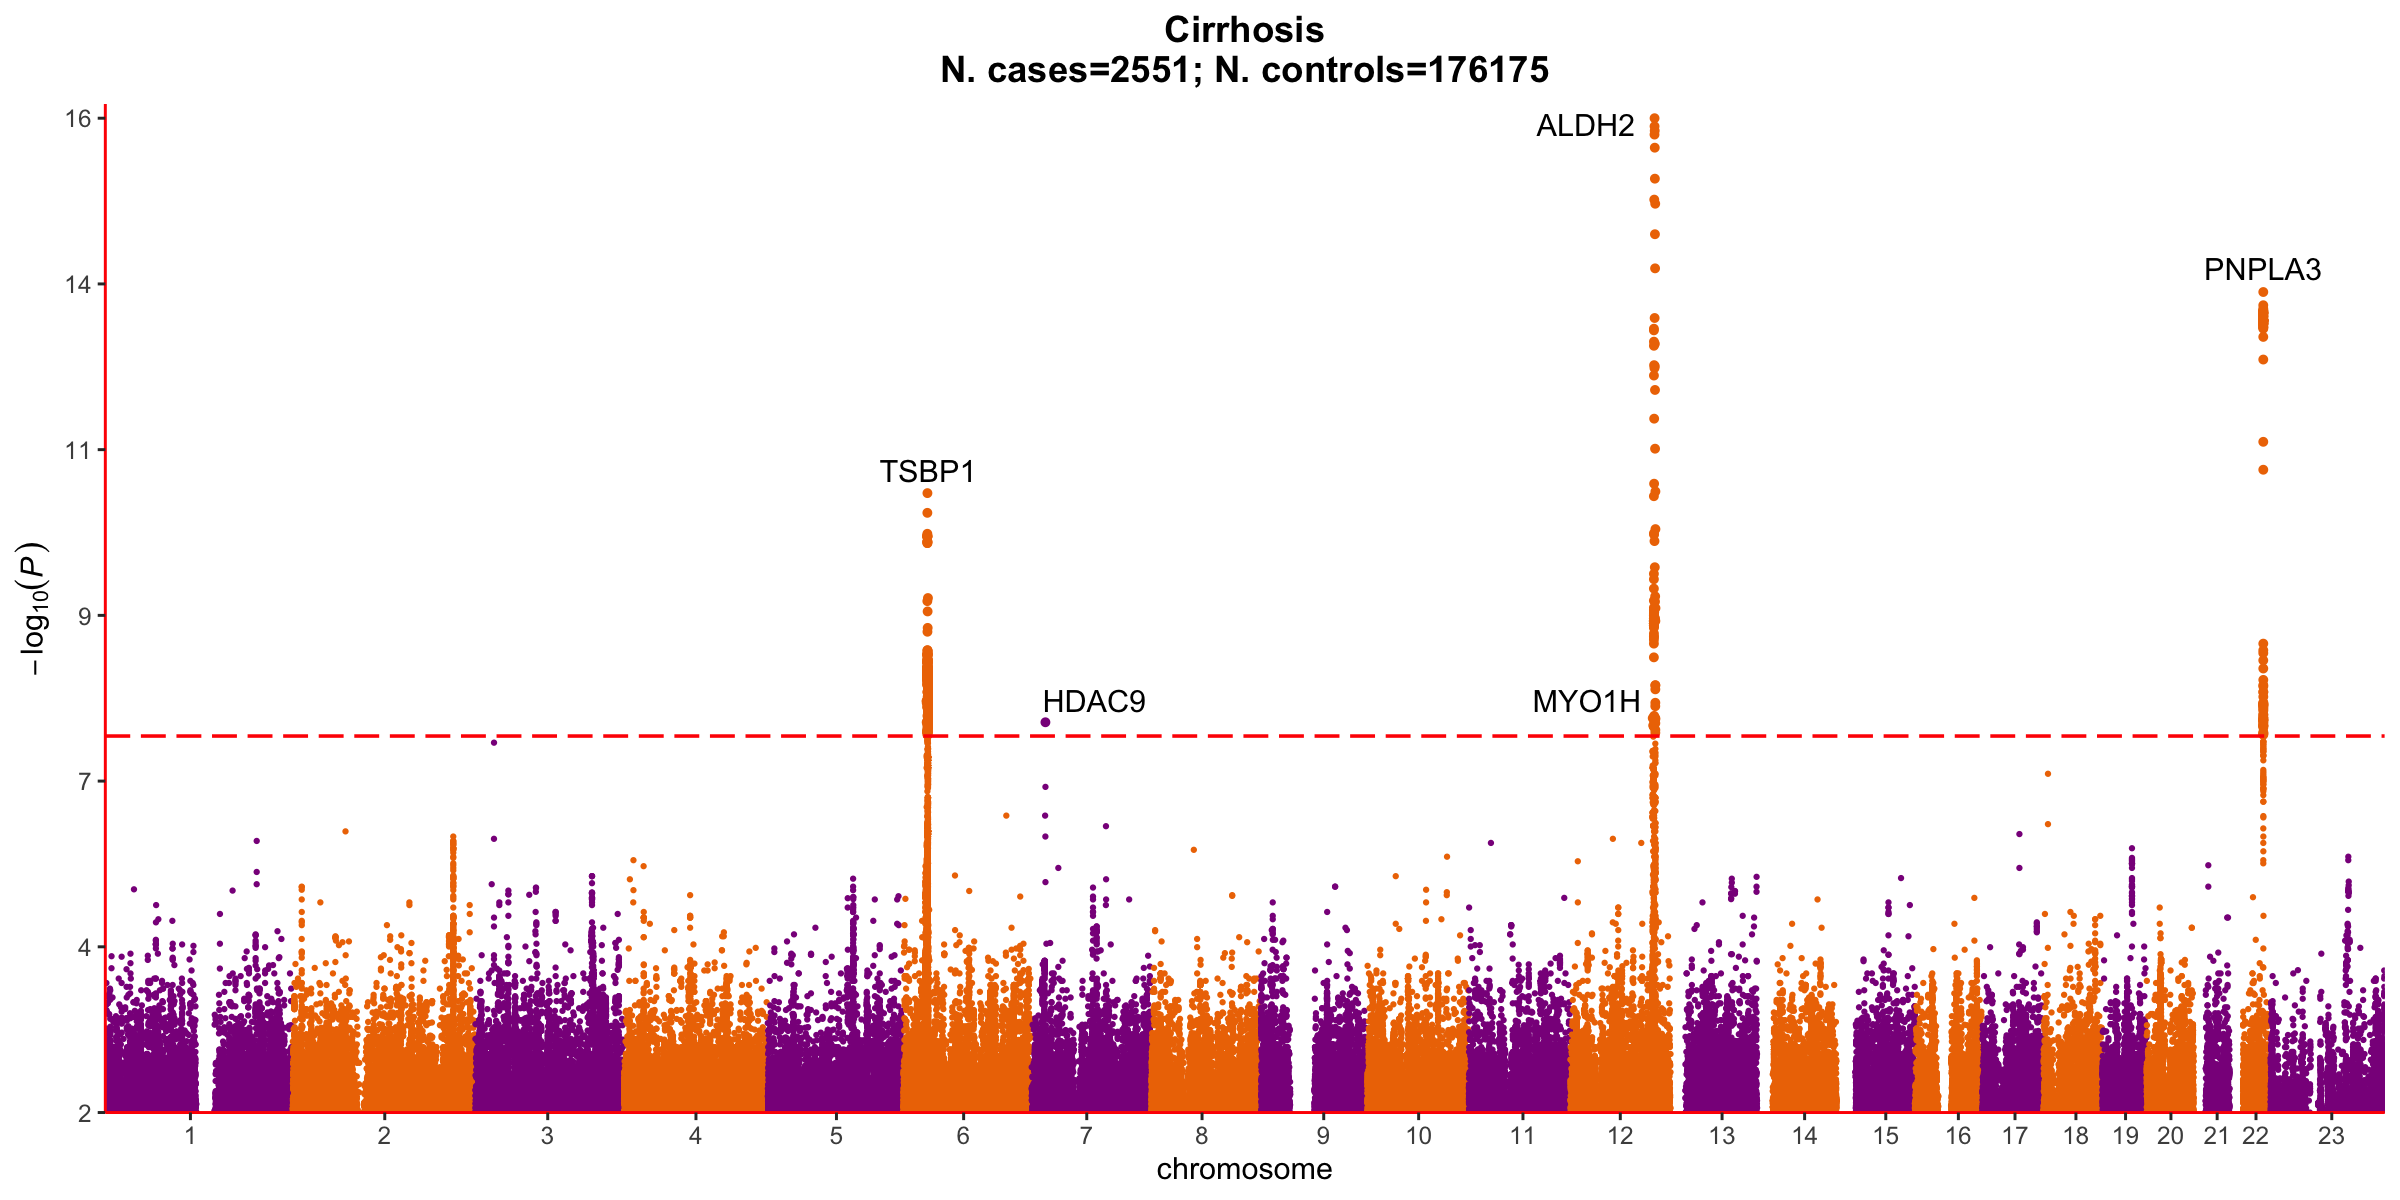 Cirrhosis
N. cases=2551; N. controls=176175
16
ALDH2
PNPLA3
14
11
TSBP1
9
HDAC9
MYO1H
7
4
2
−log10(P)
1 2 3 4 5 6 7 8 9 10 11 12 13 14 15 16 17 18 19 20 21 22 23
chromosome